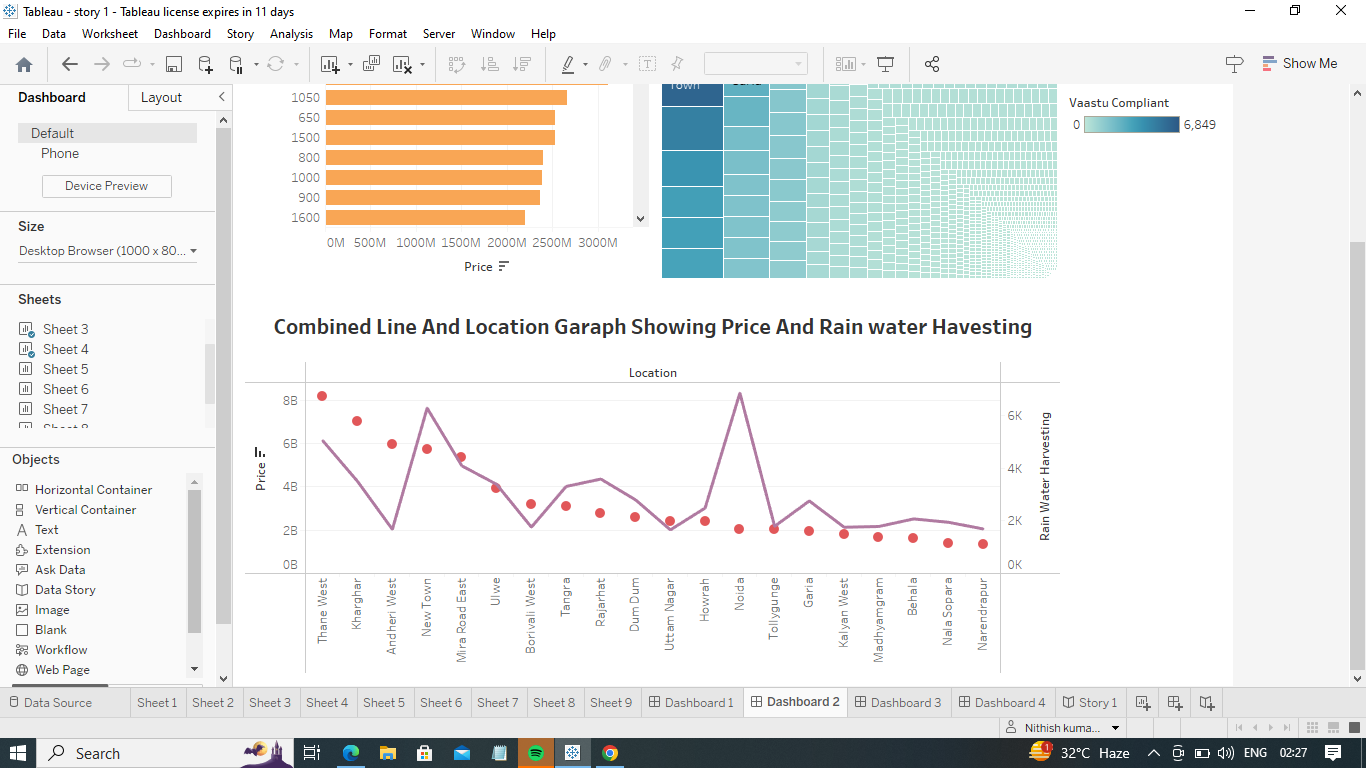 Tableau - story 1 - Tableau license expires in 11 days
File Data Worksheet Dashboard Story Analysis Map Format Server Window Help
Show Me
Dashboard Layout
Default
Phone
Device Preview
Size
Desktop Browser (1000 x 80...
Sheets
Sheet 3
Sheet 4
Sheet 5
Sheet 6
Sheet 7
Objects
Horizontal Container
Vertical Container
Text
Extension
Ask Data
Data Story
Image
Blank
Workflow
Web Page
1050
650
1500
800
1000
900
1600
0M 500M 1000M 1500M 2000M 2500M 3000M
Price
Town
Vaastu Compliant
0 6,849
Combined Line And Location Garaph Showing Price And Rain water Havesting
Location
Price
8B
6B
4B
2B
0B
6K
4K
2K
0K
Rain Water Harvesting
Thane West
Kharghar
Andheri West
New Town
Mira Road East
Ulwe
Borivali West
Tangra
Rajarhat
Dum Dum
Uttam Nagar
Howrah
Noida
Tollygunge
Garia
Kalyan West
Madhyamgram
Behala
Nala Sopara
Narendrapur
Data Source Sheet 1 Sheet 2 Sheet 3 Sheet 4 Sheet 5 Sheet 6 Sheet 7 Sheet 8 Sheet 9 Dashboard 1 Dashboard 2 Dashboard 3 Dashboard 4 Story 1
Nithish kuma...
Search
1
32°C Haze
ENG 02:27